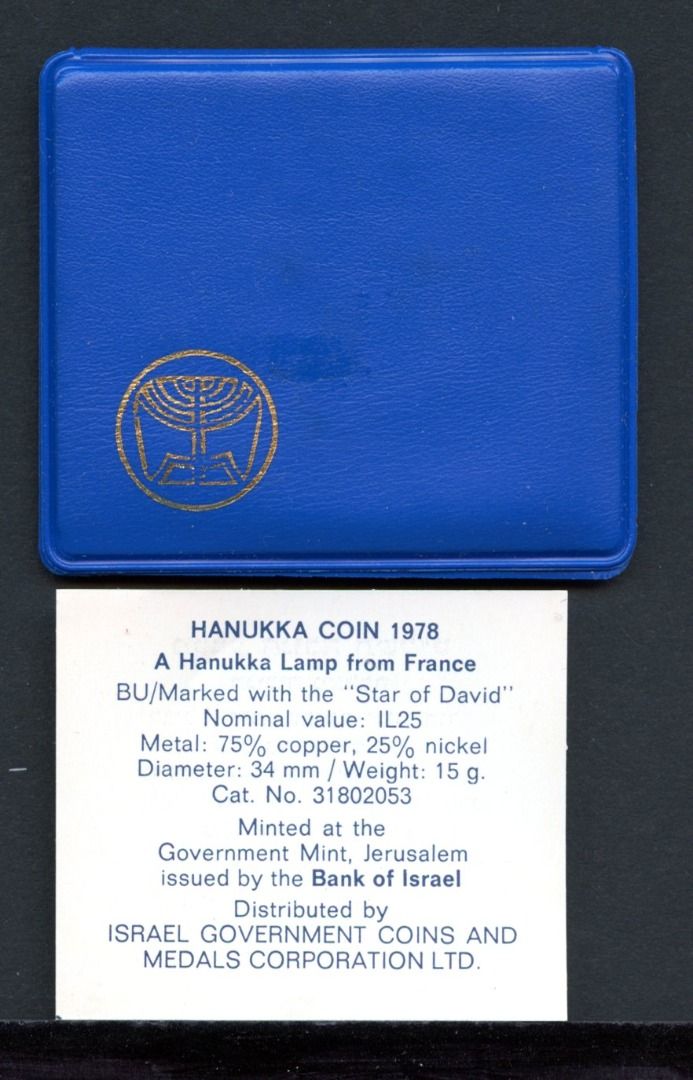 HANUKKA COIN 1978
A Hanukka Lamp from France
BU/Marked with the "Star of David"
Nominal value: IL25
Metal: 75% copper, 25% nickel
Diameter: 34 mm / Weight: 15 g.
Cat. No. 31802053
Minted at the
Government Mint, Jerusalem
issued by the Bank of Israel
Distributed by
ISRAEL GOVERNMENT COINS AND
MEDALS CORPORATION LTD.